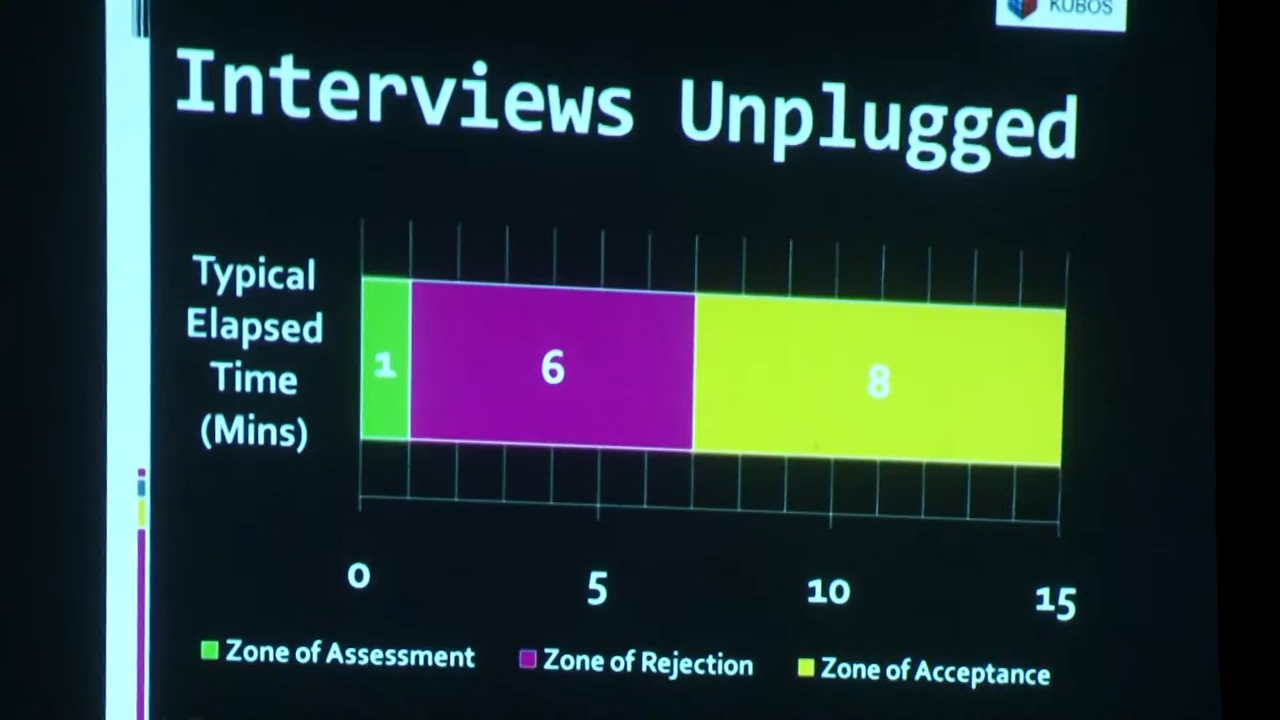 KUBOS
Interviews Unplugged
Typical
Elapsed
Time
(Mins)
1
6
8
0
5
10
15
Zone of Assessment
Zone of Rejection
Zone of Acceptance